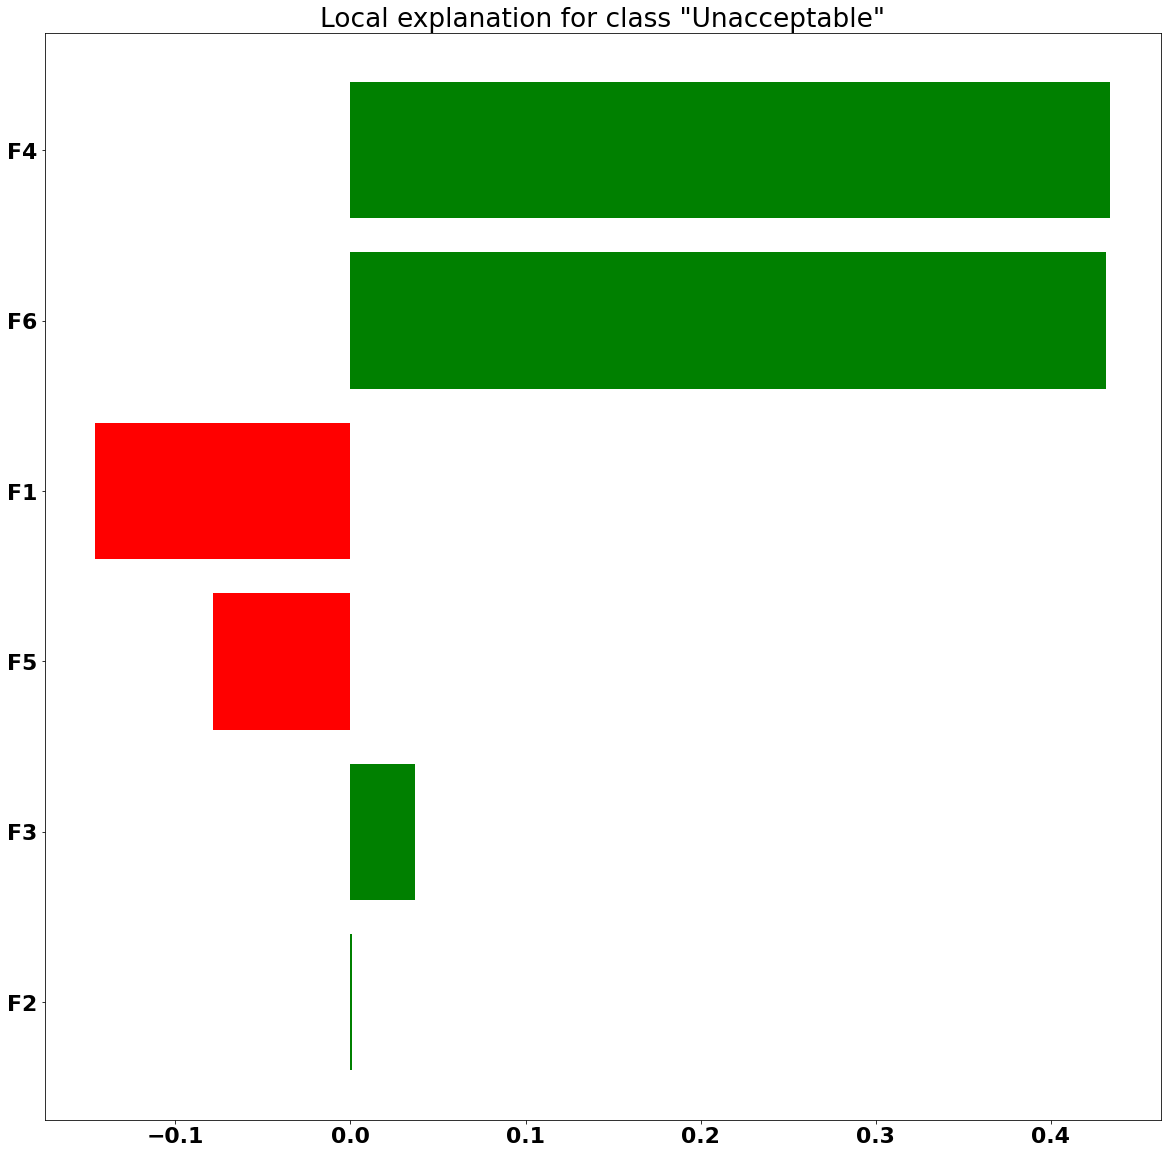 Local explanation for class "Unacceptable"
F4
F6
F1
F5
F3
F2
−0.1 0.0 0.1 0.2 0.3 0.4